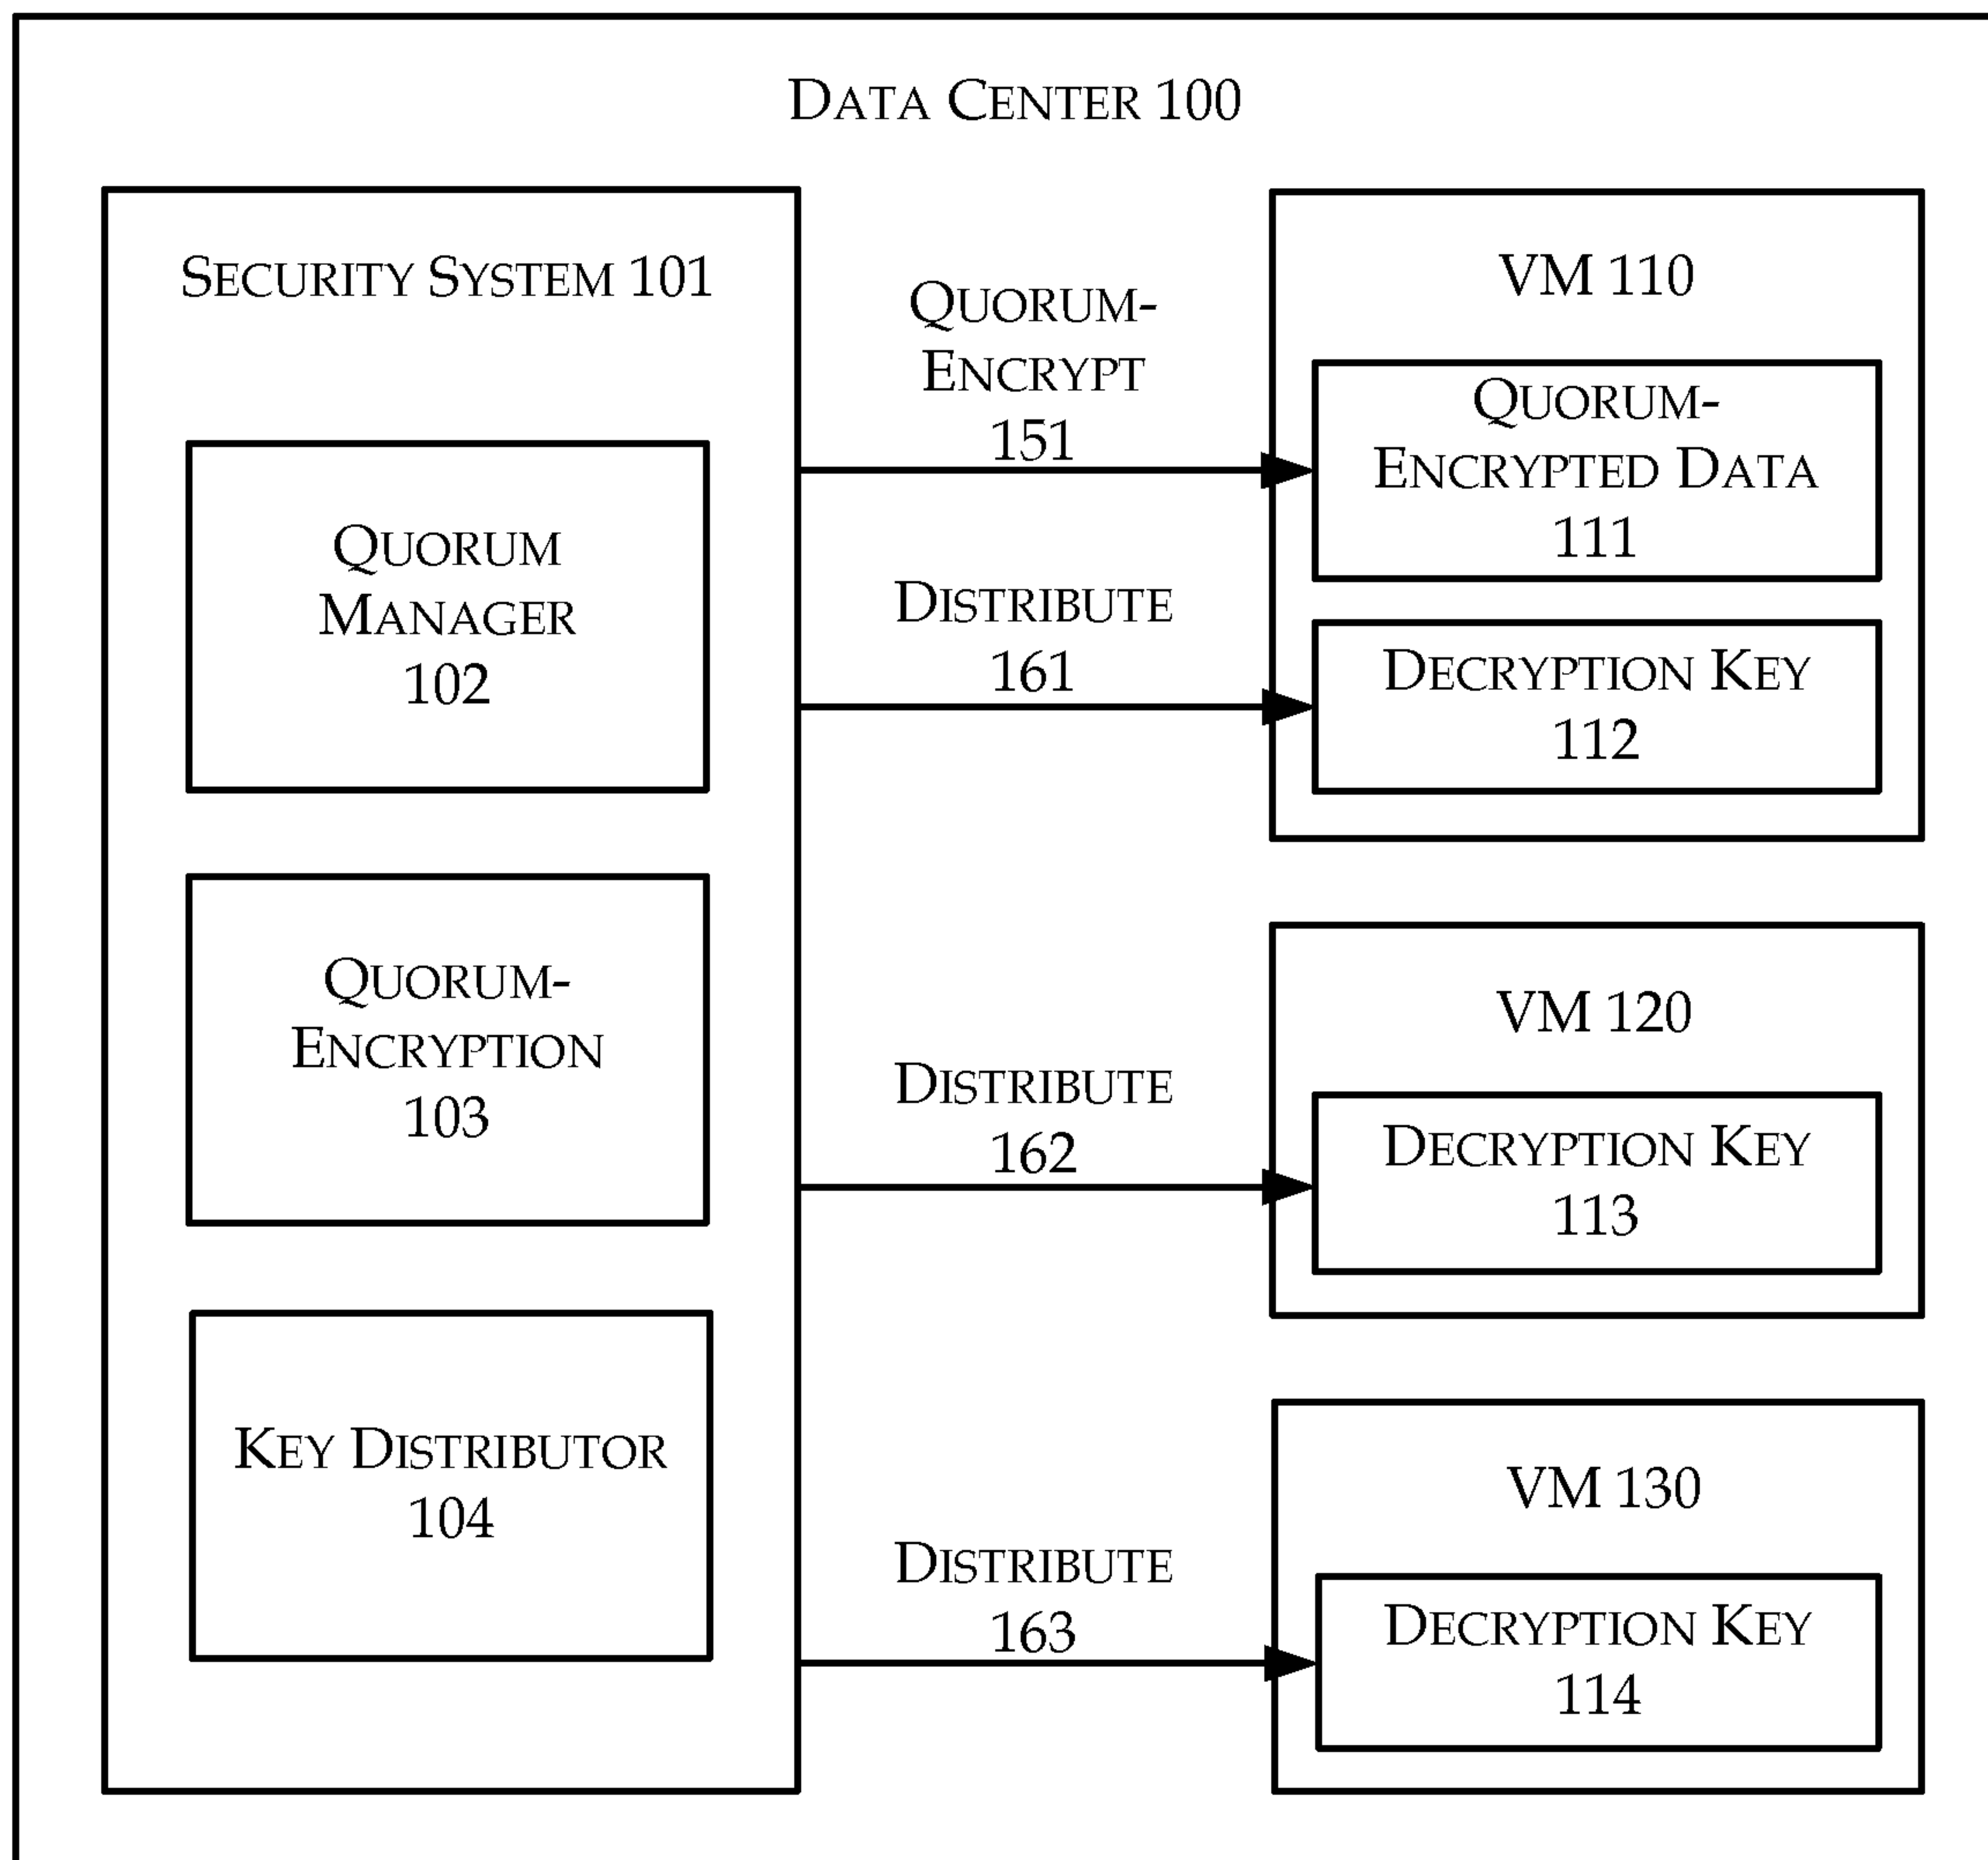 DATA CENTER 100
SECURITY SYSTEM 101
QUORUM
MANAGER
102
QUORUM-
ENCRYPTION
103
KEY DISTRIBUTOR
104
QUORUM-
ENCRYPT
151
DISTRIBUTE
161
DISTRIBUTE
162
DISTRIBUTE
163
VM 110
QUORUM-
ENCRYPTED DATA
111
DECRYPTION KEY
112
VM 120
DECRYPTION KEY
113
VM 130
DECRYPTION KEY
114